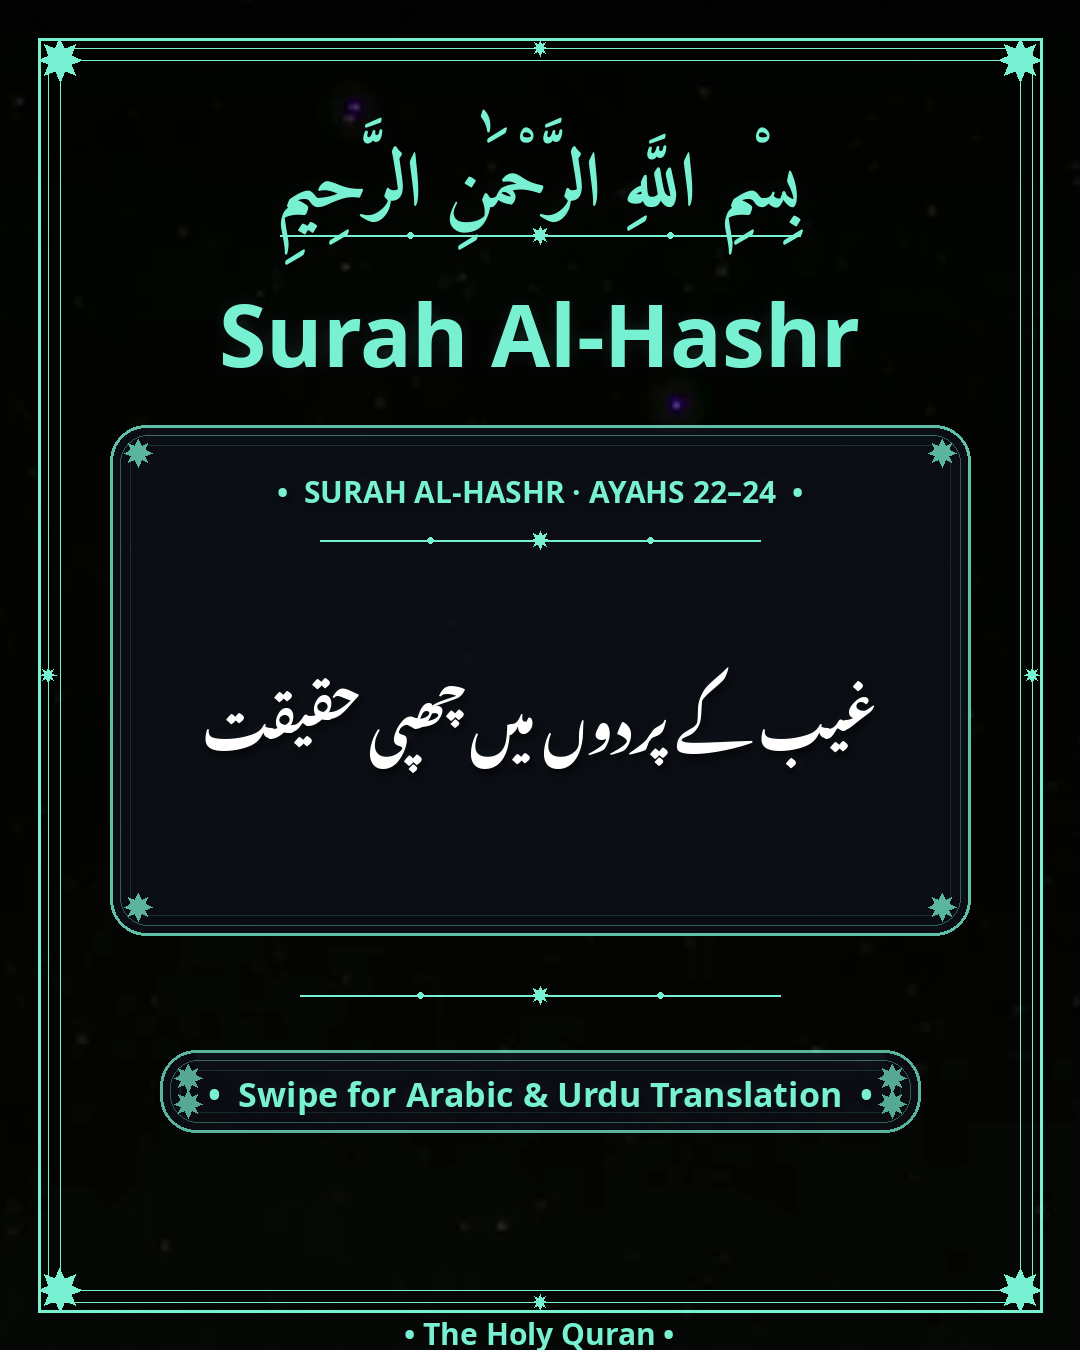 بِسْمِ اللَّهِ الرَّحْمَٰنِ الرَّحِيمِ
Surah Al-Hashr
• SURAH AL-HASHR · AYAHS 22–24 •
غیب کے پردوں میں چھپی حقیقت
• Swipe for Arabic & Urdu Translation •
• The Holy Quran •